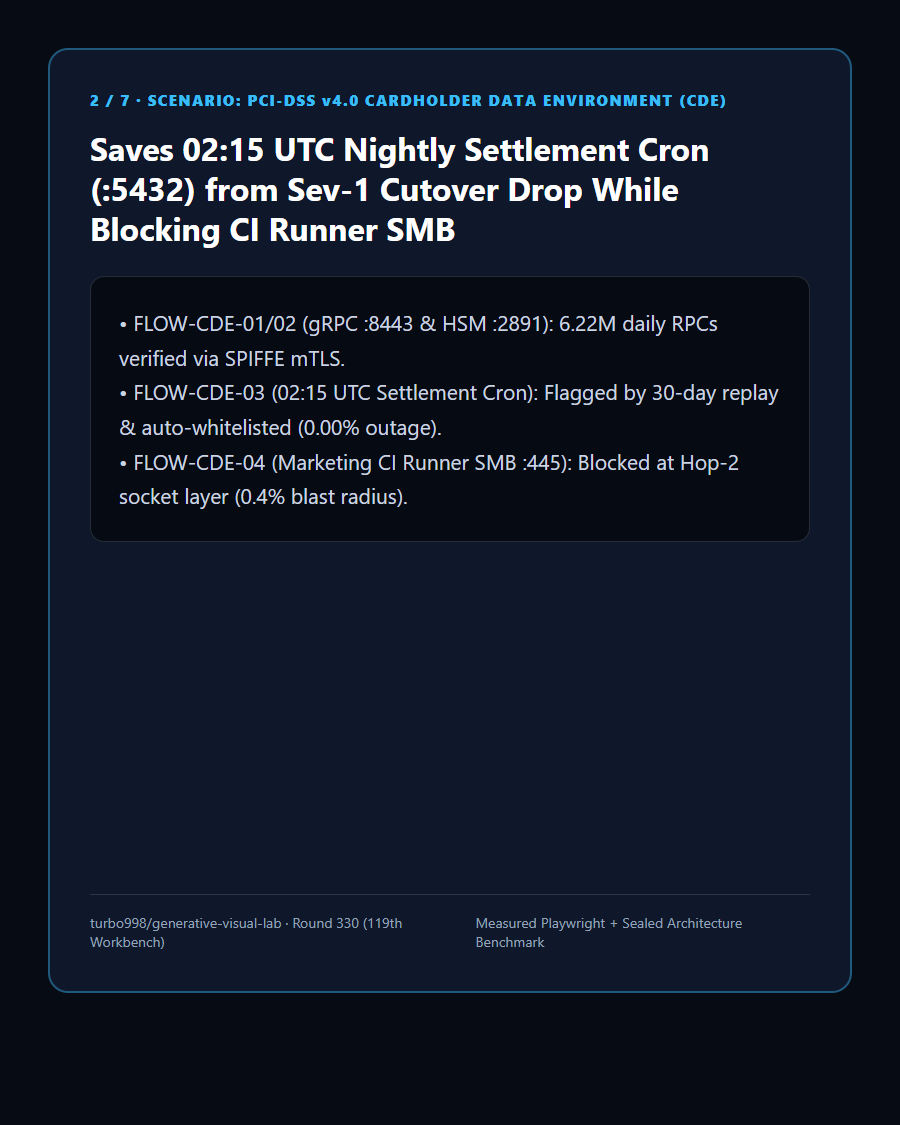 2 / 7 · SCENARIO: PCI-DSS v4.0 CARDHOLDER DATA ENVIRONMENT (CDE)
Saves 02:15 UTC Nightly Settlement Cron
(:5432) from Sev-1 Cutover Drop While
Blocking CI Runner SMB
• FLOW-CDE-01/02 (gRPC :8443 & HSM :2891): 6.22M daily RPCs
verified via SPIFFE mTLS.
• FLOW-CDE-03 (02:15 UTC Settlement Cron): Flagged by 30-day replay
& auto-whitelisted (0.00% outage).
• FLOW-CDE-04 (Marketing CI Runner SMB :445): Blocked at Hop-2
socket layer (0.4% blast radius).
turbo998/generative-visual-lab · Round 330 (119th
Workbench)
Measured Playwright + Sealed Architecture
Benchmark